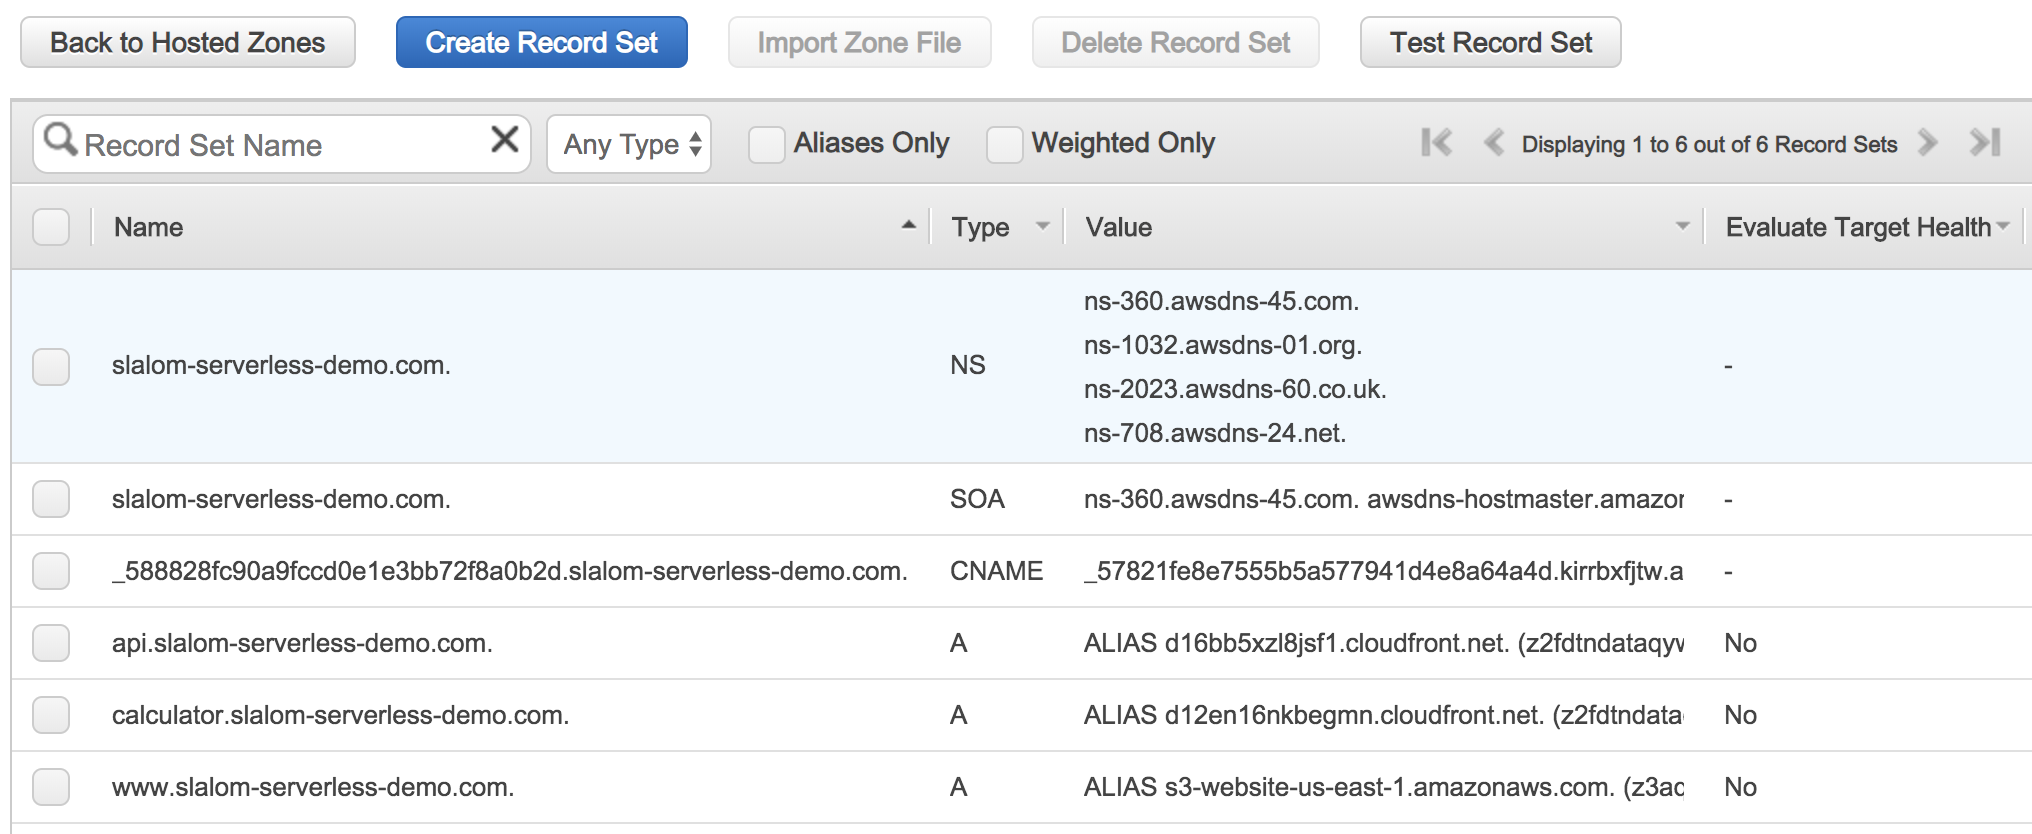 Back to Hosted Zones Create Record Set Import Zone File Delete Record Set Test Record Set
Record Set Name Any Type Aliases Only Weighted Only Displaying 1 to 6 out of 6 Record Sets
Name Type Value Evaluate Target Health
ns-360.awsdns-45.com.
ns-1032.awsdns-01.org.
slalom-serverless-demo.com. NS -
ns-2023.awsdns-60.co.uk.
ns-708.awsdns-24.net.
slalom-serverless-demo.com. SOA ns-360.awsdns-45.com. awsdns-hostmaster.amazon -
_588828fc90a9fccd0e1e3bb72f8a0b2d.slalom-serverless-demo.com. CNAME _57821fe8e7555b5a577941d4e8a64a4d.kirrbxfjtw.a -
api.slalom-serverless-demo.com. A ALIAS d16bb5xzl8jsf1.cloudfront.net. (z2fdtndataqyw No
calculator.slalom-serverless-demo.com. A ALIAS d12en16nkbegmn.cloudfront.net. (z2fdtndata No
www.slalom-serverless-demo.com. A ALIAS s3-website-us-east-1.amazonaws.com. (z3aq No